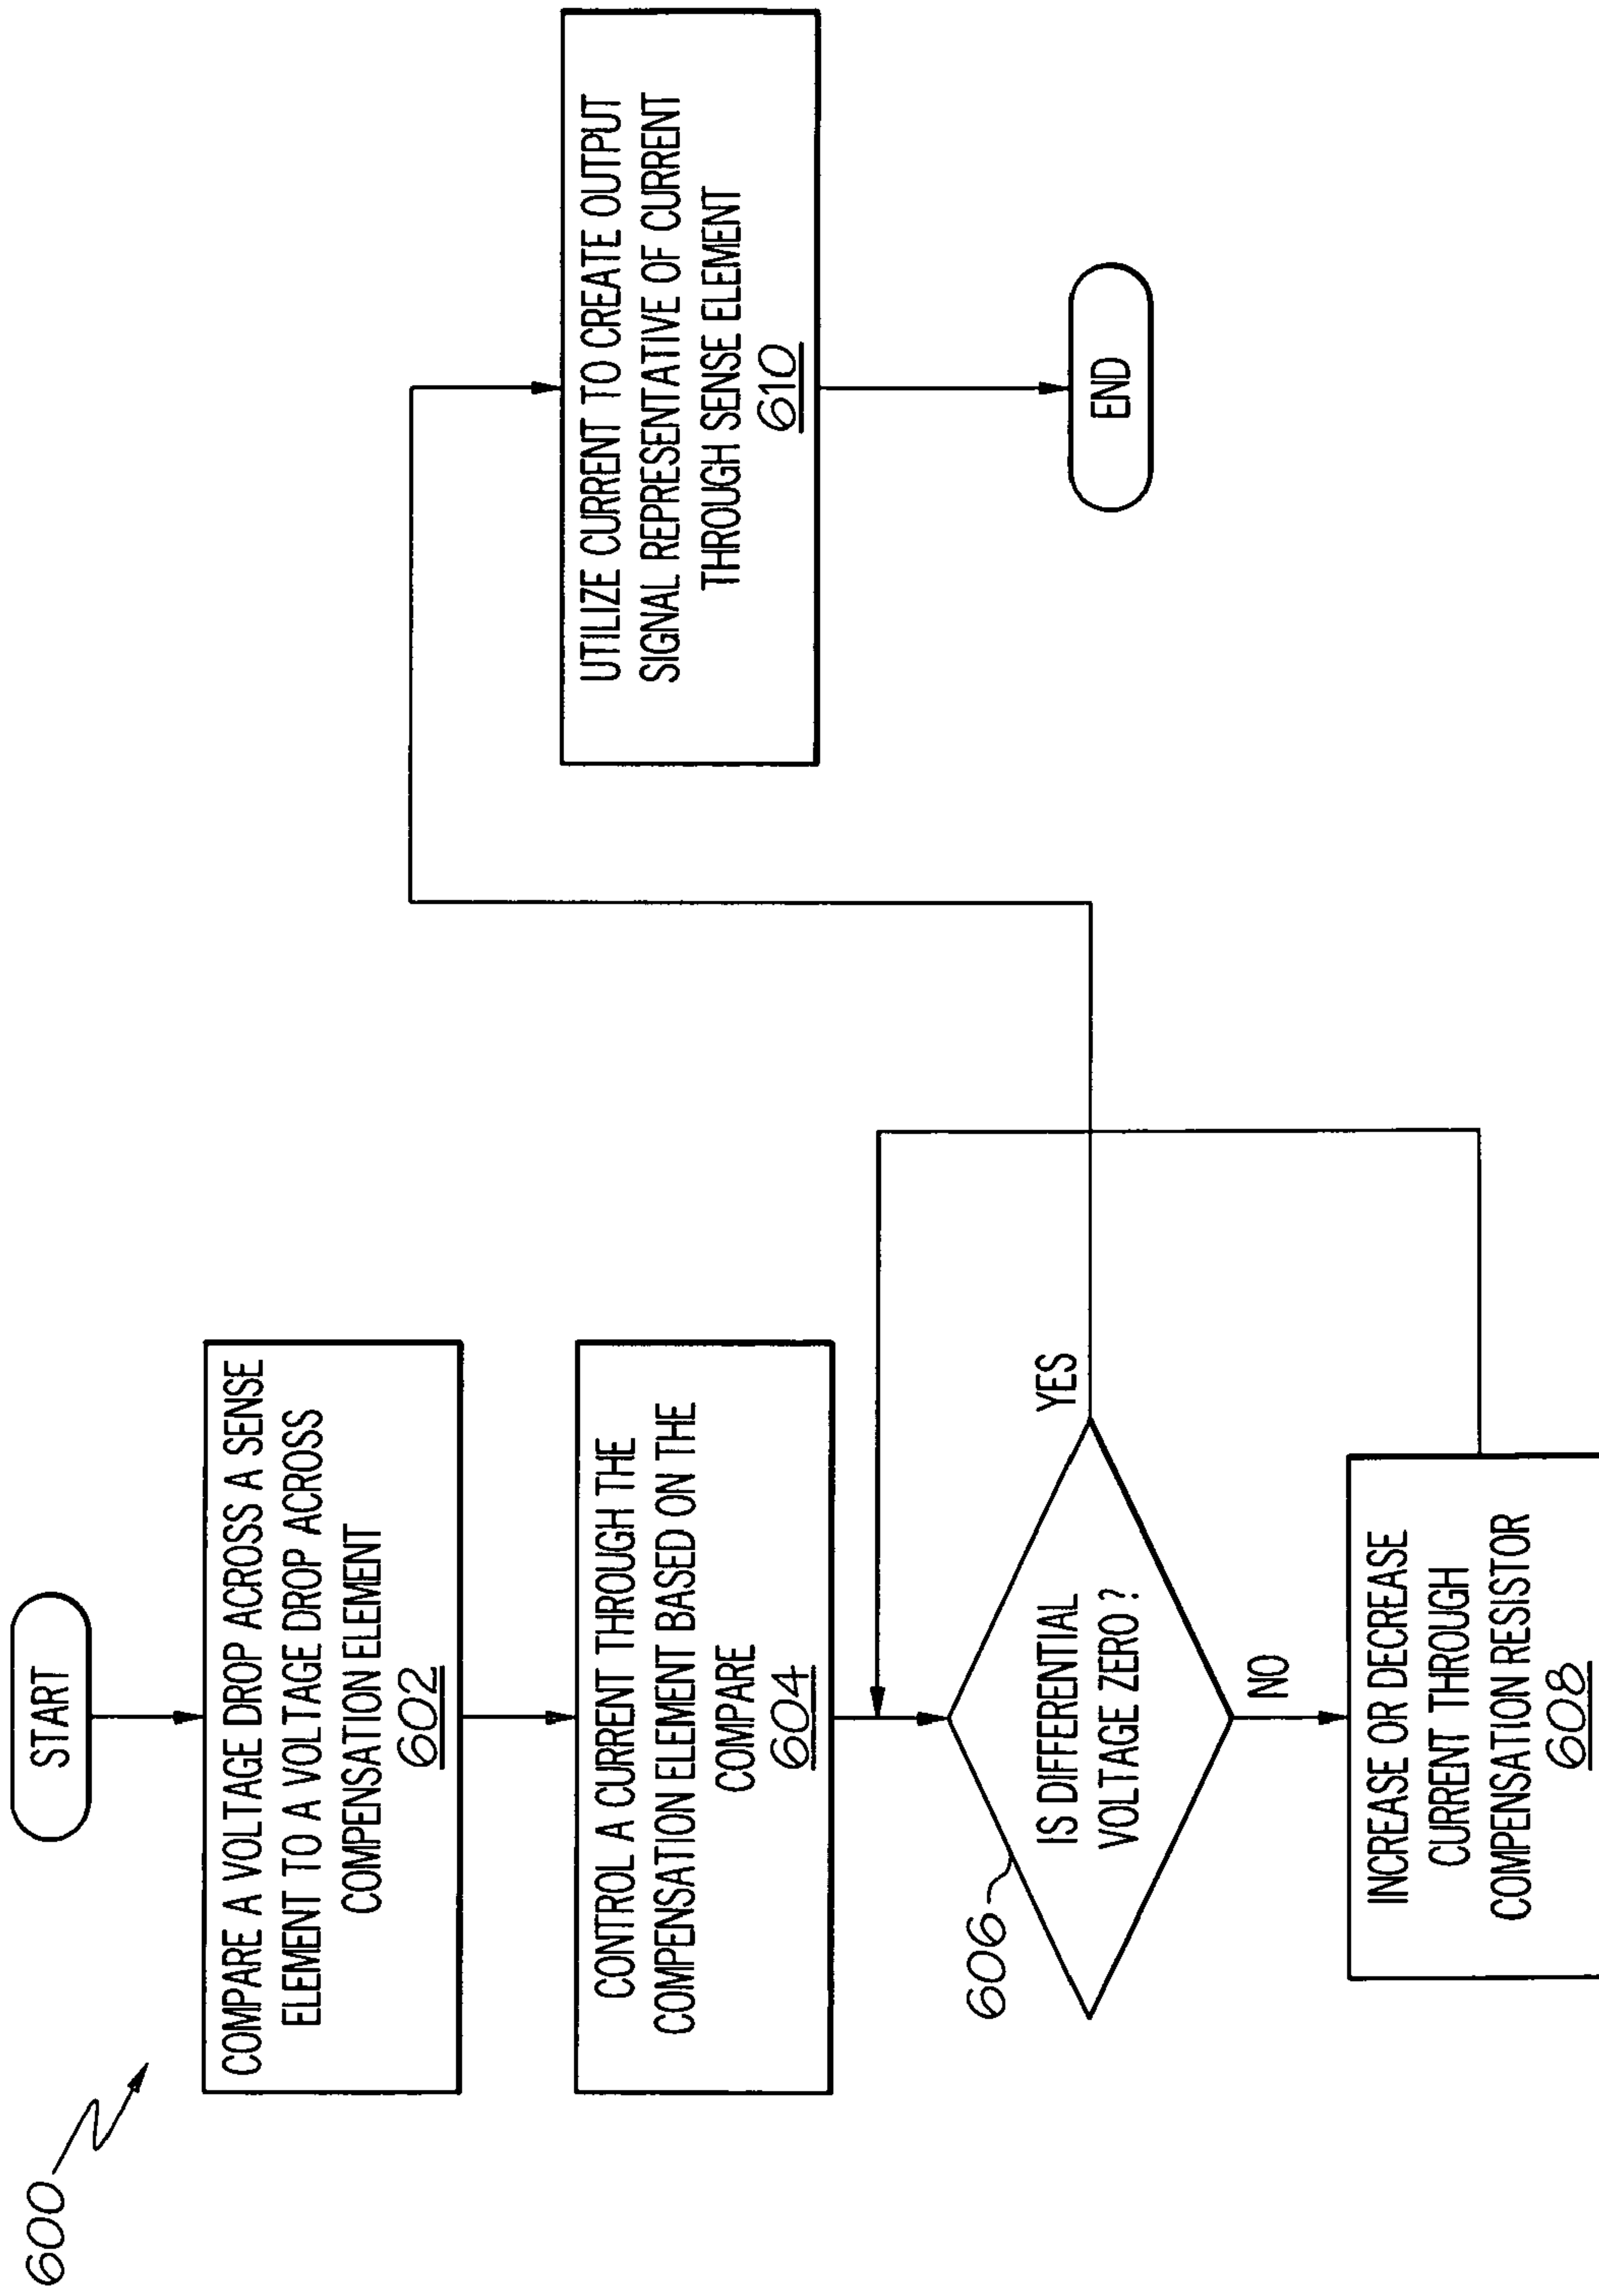 600
START
COMPARE A VOLTAGE DROP ACROSS A SENSE
ELEMENT TO A VOLTAGE DROP ACROSS
COMPENSATION ELEMENT
602
CONTROL A CURRENT THROUGH THE
COMPENSATION ELEMENT BASED ON THE
COMPARE
604
606
IS DIFFERENTIAL
VOLTAGE ZERO ?
YES
NO
INCREASE OR DECREASE
CURRENT THROUGH
COMPENSATION RESISTOR
608
UTILIZE CURRENT TO CREATE OUTPUT
SIGNAL REPRESENTATIVE OF CURRENT
THROUGH SENSE ELEMENT
610
END